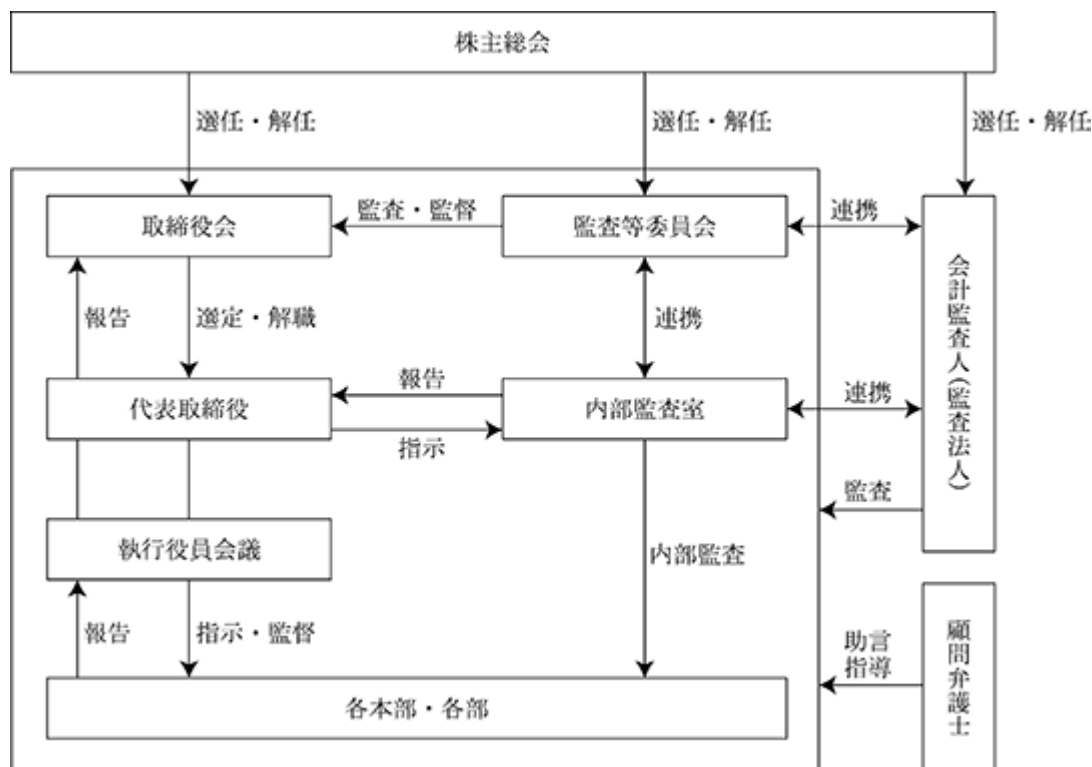 株主総会
選任・解任
選任・解任
選任・解任
取締役会
監査・監督
監査等委員会
連携
会計監査人(監査法人)
報告
選定・解職
連携
代表取締役
報告
指示
内部監査室
連携
監査
執行役員会議
内部監査
報告
指示・監督
助言
指導
顧問弁護士
各本部・各部